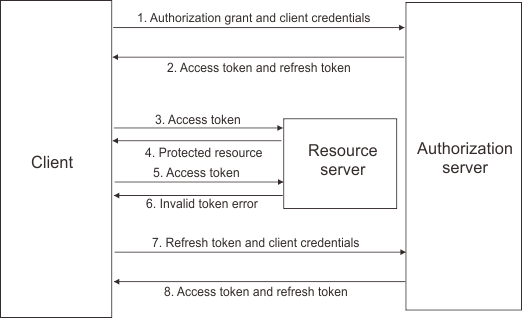 1. Authorization grant and client credentials
2. Access token and refresh token
3. Access token
4. Protected resource
5. Access token
6. Invalid token error
7. Refresh token and client credentials
8. Access token and refresh token
Client
Resource
server
Authorization
server